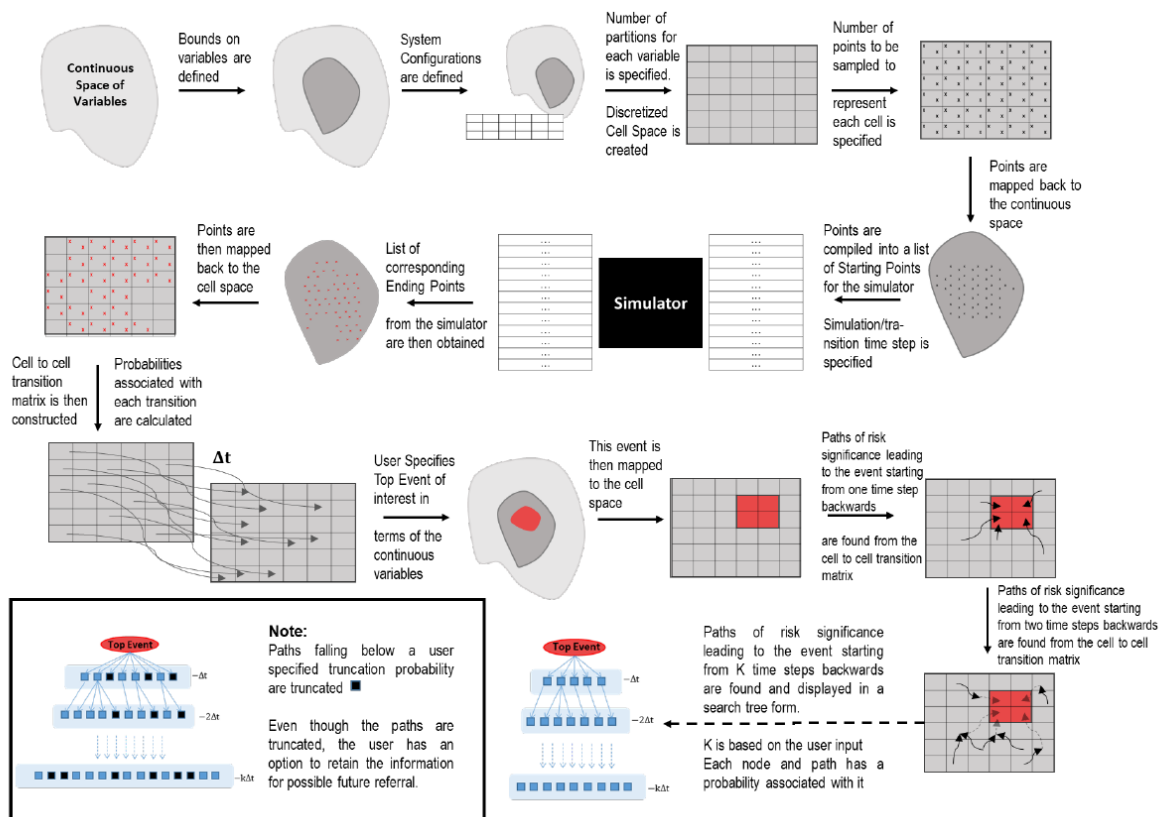 Continuous
Space of
Variables
Bounds on
variables are
defined
System
Configurations
are defined
Number of
partitions for
each variable
is specified.
Discretized
Cell Space is
created
Number of
points to be
sampled to
represent
each cell is
specified
Points are
mapped back to
the continuous
space
Points are
compiled into a list
of Starting Points
for the simulator
Simulation/tra-
nsition time step is
specified
Simulator
List of
corresponding
Ending Points
from the simulator
are then obtained
Points are
then mapped
back to the
cell space
Cell to cell
transition
matrix is then
constructed
Probabilities
associated with
each transition
are calculated
Δt
User Specifies
Top Event of
interest in
terms of the
continuous
variables
This event is
then mapped
to the cell
space
Paths of risk
significance leading
to the event starting
from one time step
backwards
are found from the
cell to cell transition
matrix
Paths of risk significance
leading to the event starting
from two time steps backwards
are found from the cell to cell
transition matrix
Paths of risk significance
leading to the event starting
from K time steps backwards
are found and displayed in a
search tree form.
K is based on the user input
Each node and path has a
probability associated with it
Top Event
−Δt
−2Δt
−kΔt
Note:
Paths falling below a user
specified truncation probability
are truncated
Even though the paths are
truncated, the user has an
option to retain the information
for possible future referral.
Top Event
−Δt
−2Δt
−kΔt